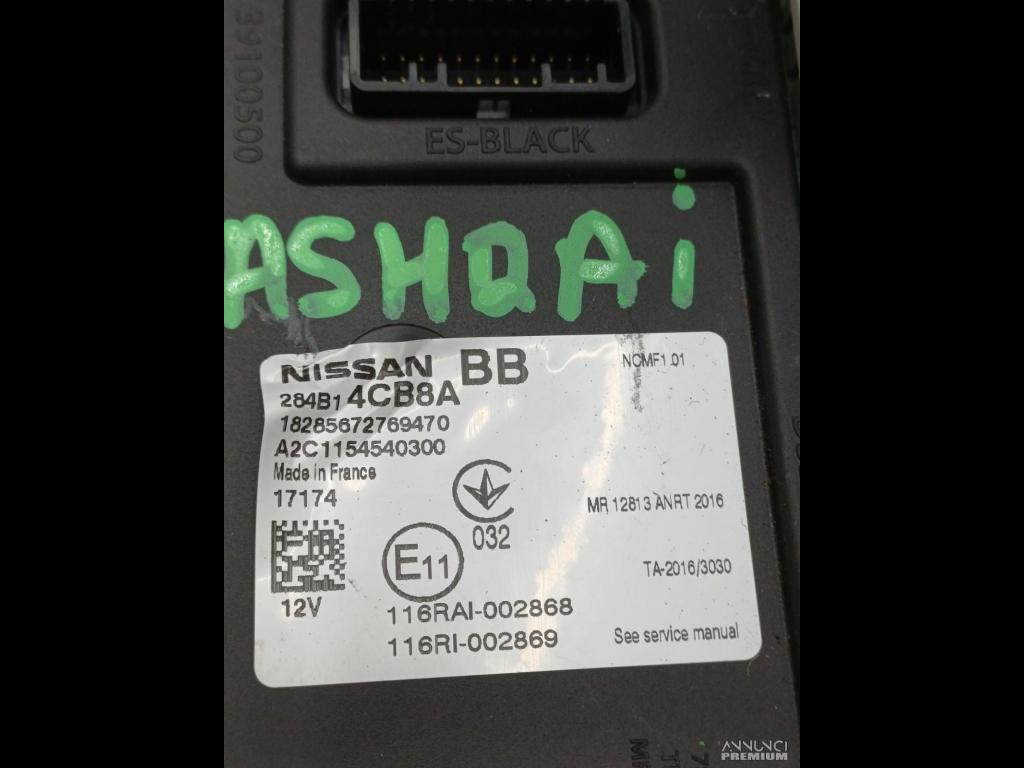 39100500
ES-BLACK
ASHQAi
NISSAN BB
NCMF1.01
284B1 4CB8A
18285672769470
A2C1154540300
Made in France
17174
MR 12813 ANRT 2016
032
E11
TA-2016/3030
12V
116RAI-002868
116RI-002869
See service manual
ANNUNCI
PREMIUM